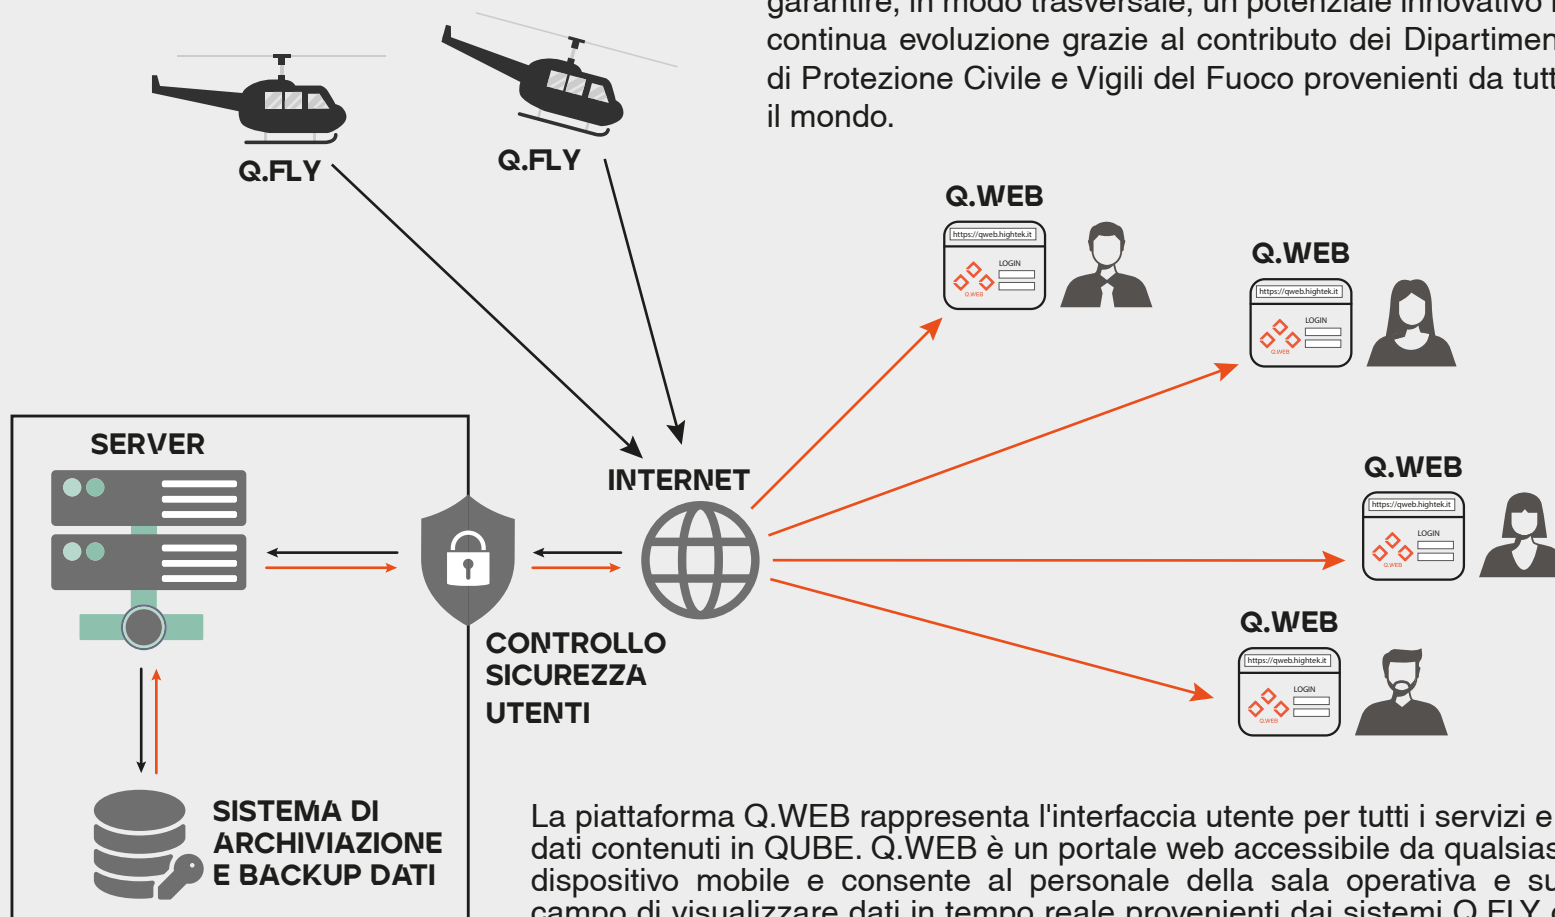 garantire, in modo trasversale, un potenziale innovativo
continua evoluzione grazie al contributo dei Dipartimen
di Protezione Civile e Vigili del Fuoco provenienti da tutt
il mondo.
Q.FLY
Q.FLY
Q.WEB
https://qweb.hightek.it
LOGIN
Q.WEB
Q.WEB
https://qweb.hightek.it
LOGIN
Q.WEB
SERVER
INTERNET
Q.WEB
https://qweb.hightek.it
LOGIN
Q.WEB
CONTROLLO
SICUREZZA
UTENTI
Q.WEB
https://qweb.hightek.it
LOGIN
Q.WEB
SISTEMA DI
ARCHIVIAZIONE
E BACKUP DATI
La piattaforma Q.WEB rappresenta l'interfaccia utente per tutti i servizi e
dati contenuti in QUBE. Q.WEB è un portale web accessibile da qualsias
dispositivo mobile e consente al personale della sala operativa e su
campo di visualizzare dati in tempo reale provenienti dai sistemi Q.FLY